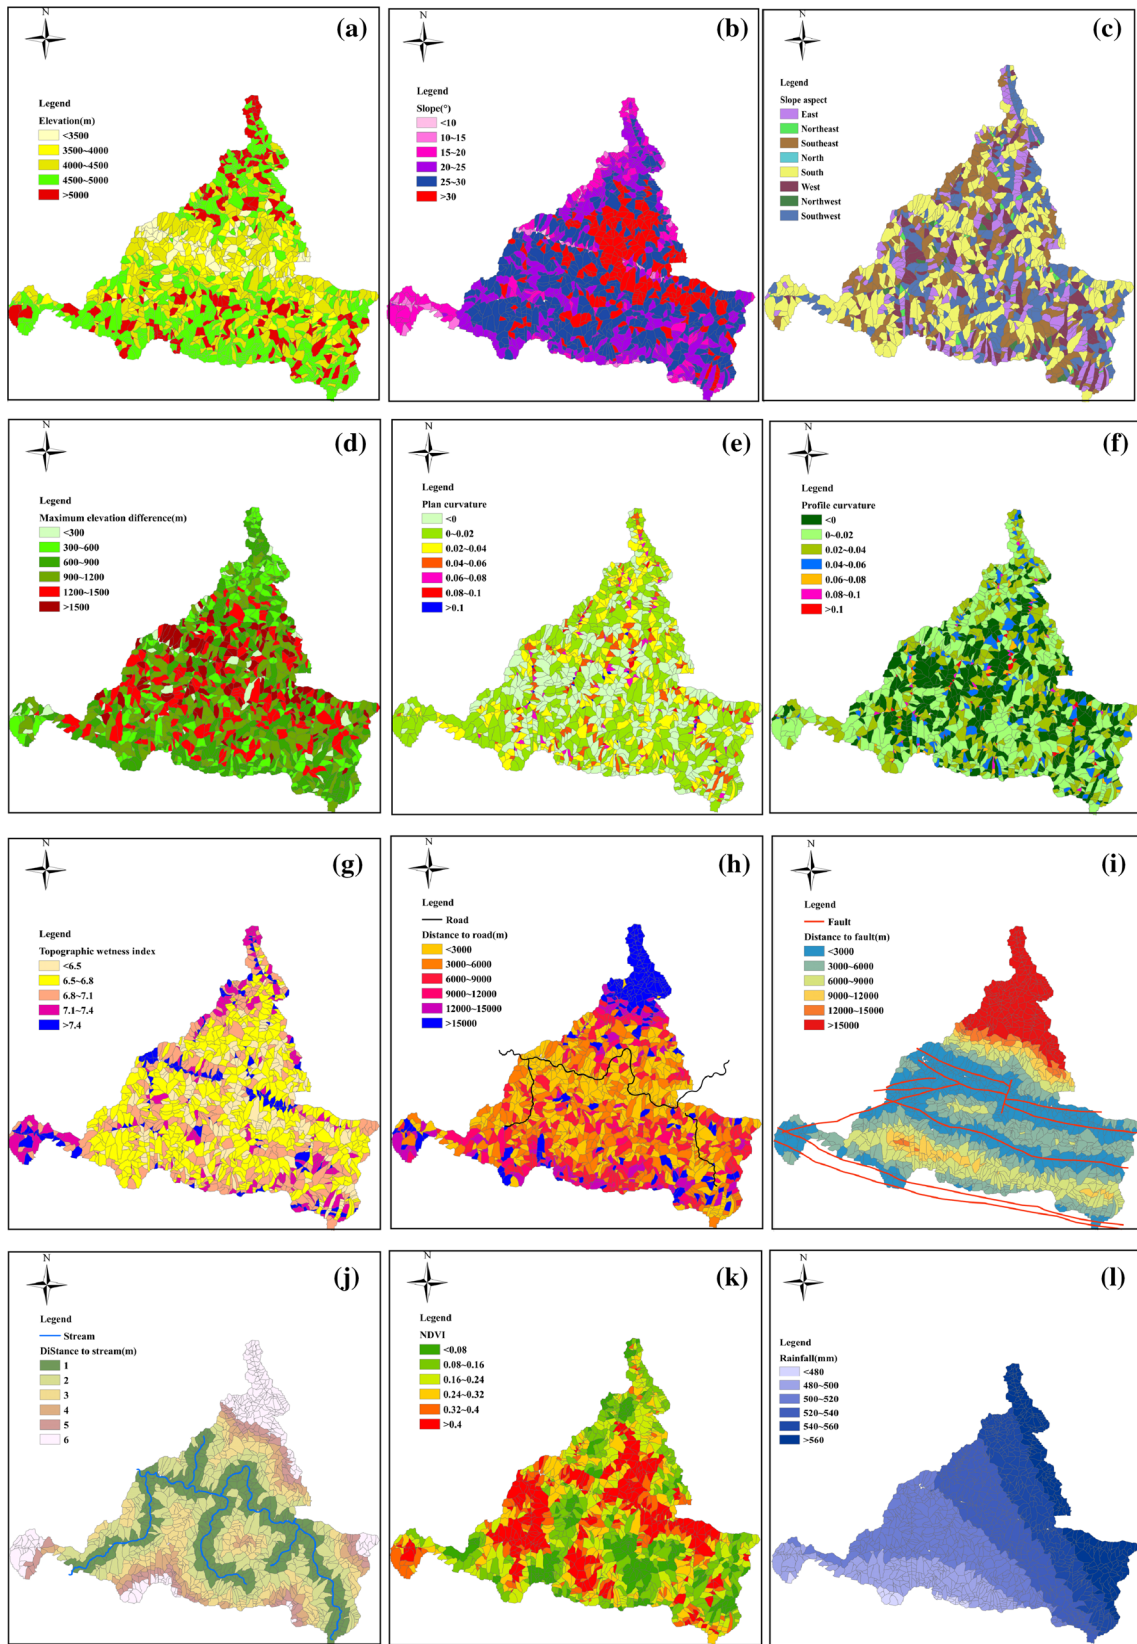 N
(a)
Legend
Elevation(m)
<3500
3500~4000
4000~4500
4500~5000
>5000
N
(b)
Legend
Slope(°)
<10
10~15
15~20
20~25
25~30
>30
N
(c)
Legend
Slope aspect
East
Northeast
Southeast
North
South
West
Northwest
Southwest
N
(d)
Legend
Maximum elevation difference(m)
<300
300~600
600~900
900~1200
1200~1500
>1500
N
(e)
Legend
Plan curvature
<0
0~0.02
0.02~0.04
0.04~0.06
0.06~0.08
0.08~0.1
>0.1
N
(f)
Legend
Profile curvature
<0
0~0.02
0.02~0.04
0.04~0.06
0.06~0.08
0.08~0.1
>0.1
N
(g)
Legend
Topographic wetness index
<6.5
6.5~6.8
6.8~7.1
7.1~7.4
>7.4
N
(h)
Legend
Road
Distance to road(m)
<3000
3000~6000
6000~9000
9000~12000
12000~15000
>15000
N
(i)
Legend
Fault
Distance to fault(m)
<3000
3000~6000
6000~9000
9000~12000
12000~15000
>15000
N
(j)
Legend
Stream
DiStance to stream(m)
1
2
3
4
5
6
N
(k)
Legend
NDVI
<0.08
0.08~0.16
0.16~0.24
0.24~0.32
0.32~0.4
>0.4
N
(l)
Legend
Rainfall(mm)
<480
480~500
500~520
520~540
540~560
>560